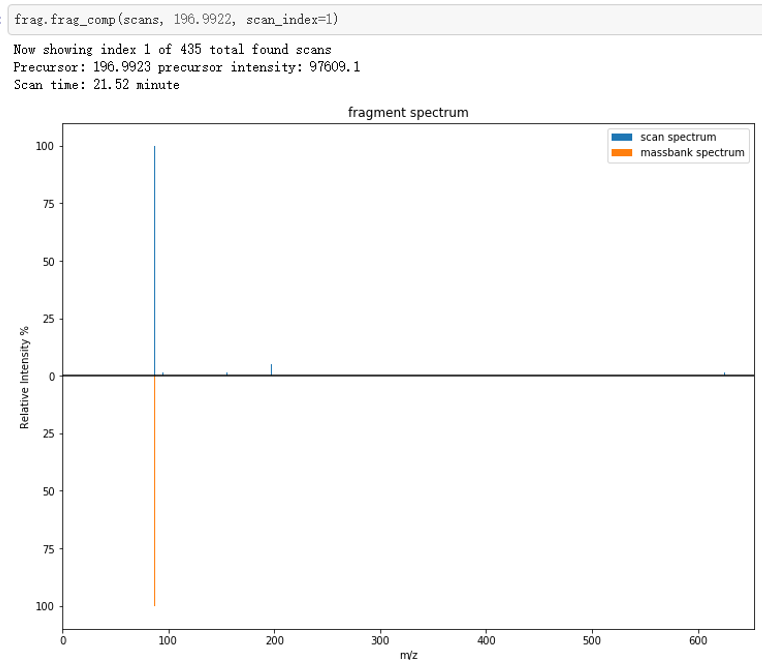 frag.frag_comp(scans, 196.9922, scan_index=1)
Now showing index 1 of 435 total found scans
Precursor: 196.9923 precursor intensity: 97609.1
Scan time: 21.52 minute
fragment spectrum
scan spectrum
massbank spectrum
Relative Intensity %
100
75
50
25
0
25
50
75
100
0 100 200 300 400 500 600
m/z